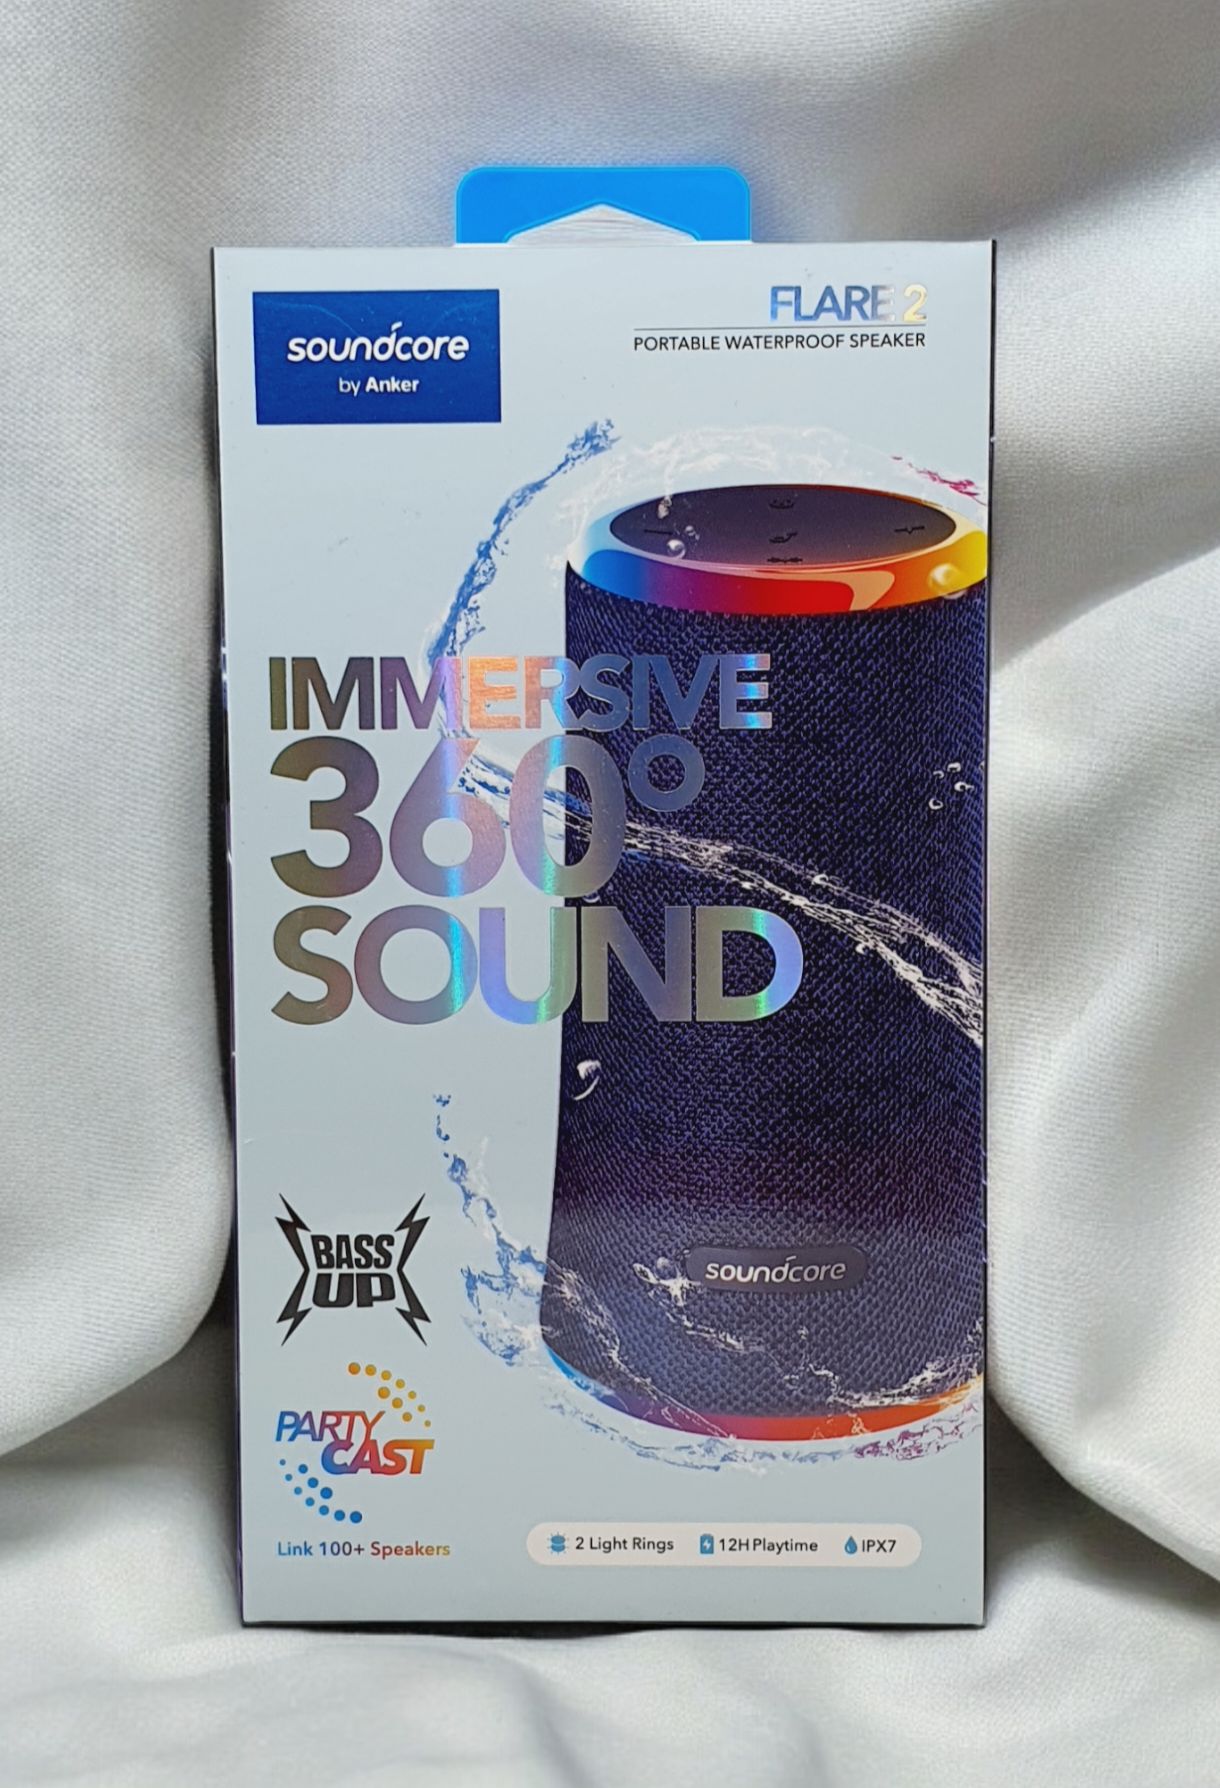 soundcore
by Anker
FLARE 2
PORTABLE WATERPROOF SPEAKER
IMMERSIVE
360°
SOUND
soundcore
BASS
UP
PARTY
CAST
Link 100+ Speakers
2 Light Rings
12H Playtime
IPX7